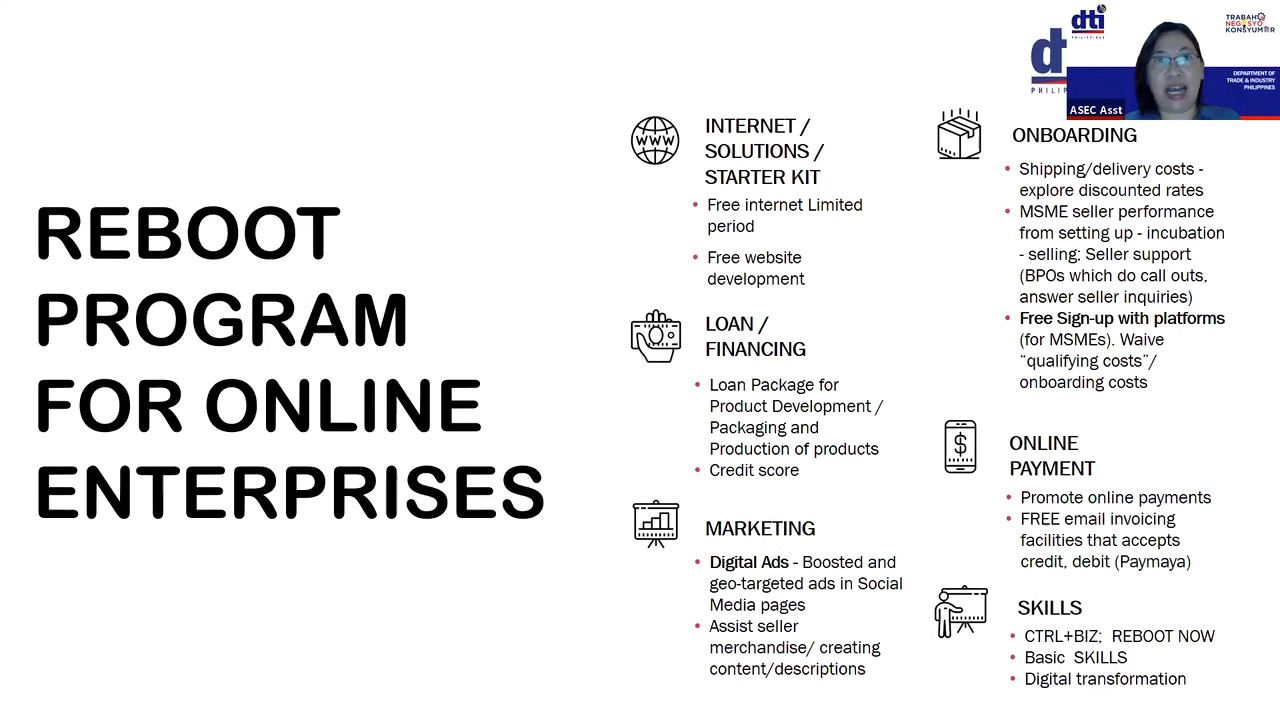 REBOOT
PROGRAM
FOR ONLINE
ENTERPRISES
WWW
INTERNET /
SOLUTIONS /
STARTER KIT
• Free internet Limited
period
• Free website
development
LOAN /
FINANCING
• Loan Package for
Product Development /
Packaging and
Production of products
• Credit score
MARKETING
• Digital Ads - Boosted and
geo-targeted ads in Social
Media pages
• Assist seller
merchandise/ creating
content/descriptions
dti
PHILIPPINES
dt
PHILIP
TRABAHO
NEGOSYO
KONSYUMER
DEPARTMENT OF
TRADE & INDUSTRY
PHILIPPINES
ASEC Asst
ONBOARDING
• Shipping/delivery costs -
explore discounted rates
• MSME seller performance
from setting up - incubation
- selling; Seller support
(BPOs which do call outs,
answer seller inquiries)
• Free Sign-up with platforms
(for MSMEs). Waive
“qualifying costs”/
onboarding costs
$
ONLINE
PAYMENT
• Promote online payments
• FREE email invoicing
facilities that accepts
credit, debit (Paymaya)
SKILLS
• CTRL+BIZ; REBOOT NOW
• Basic SKILLS
• Digital transformation